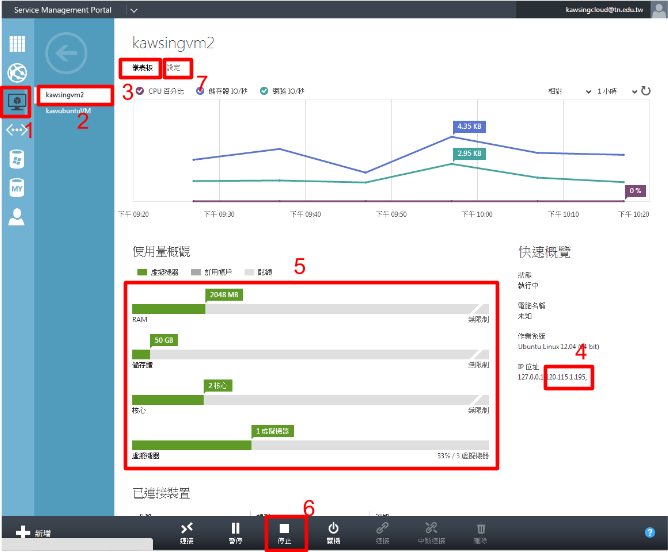 Service Management Portal
kawsingcloud@tn.edu.tw
kawsingvm2
儀表板
設定
kawsingvm2
kawubuntuVM
1
2
3
7
CPU 百分比
儲存器 IO/秒
網路 IO/秒
相對
1 小時
4.35 KB
2.95 KB
0 %
下午 09:20
下午 09:30
下午 09:40
下午 09:50
下午 10:00
下午 10:10
下午 10:20
使用量概觀
5
虛擬機器
訂用帳戶
配額
2048 MB
RAM
無限制
50 GB
儲存體
無限制
2 核心
核心
無限制
1 虛擬機器
虛擬機器
33% / 3 虛擬機器
快速概覽
狀態
執行中
電腦名稱
未知
作業系統
Ubuntu Linux 12.04 (64 bit)
4
IP 位址
127.0.0.1, 120.115.1.195,
已連接裝置
6
新增
連接
暫停
停止
關機
連接
中斷連接
刪除